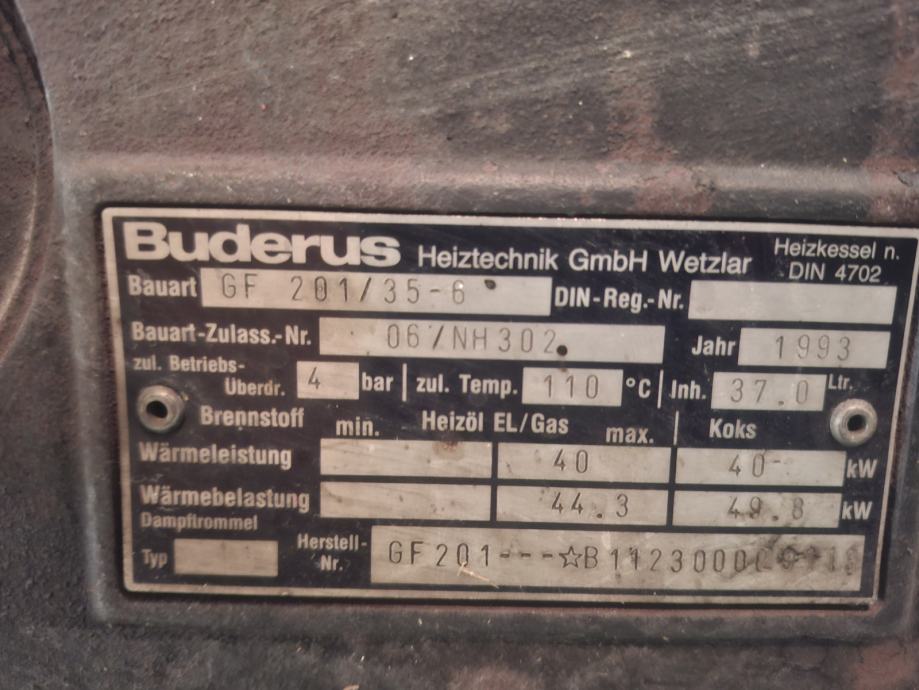 Buderus Heiztechnik GmbH Wetzlar Heizkessel n. DIN 4702
Bauart GF 201/35-6 DIN-Reg.-Nr.
Bauart-Zulass.-Nr. 06/NH302 Jahr 1993
zul. Betriebs-
Überdr. 4 bar zul. Temp. 110 °C Inh. 37.0 Ltr.
Brennstoff min. Heizöl EL/Gas max. Koks
Wärmeleistung 40 40 kW
Wärmebelastung 44.3 49.8 kW
Dampftrommel
Typ Herstell-Nr. GF201---☆B1123000